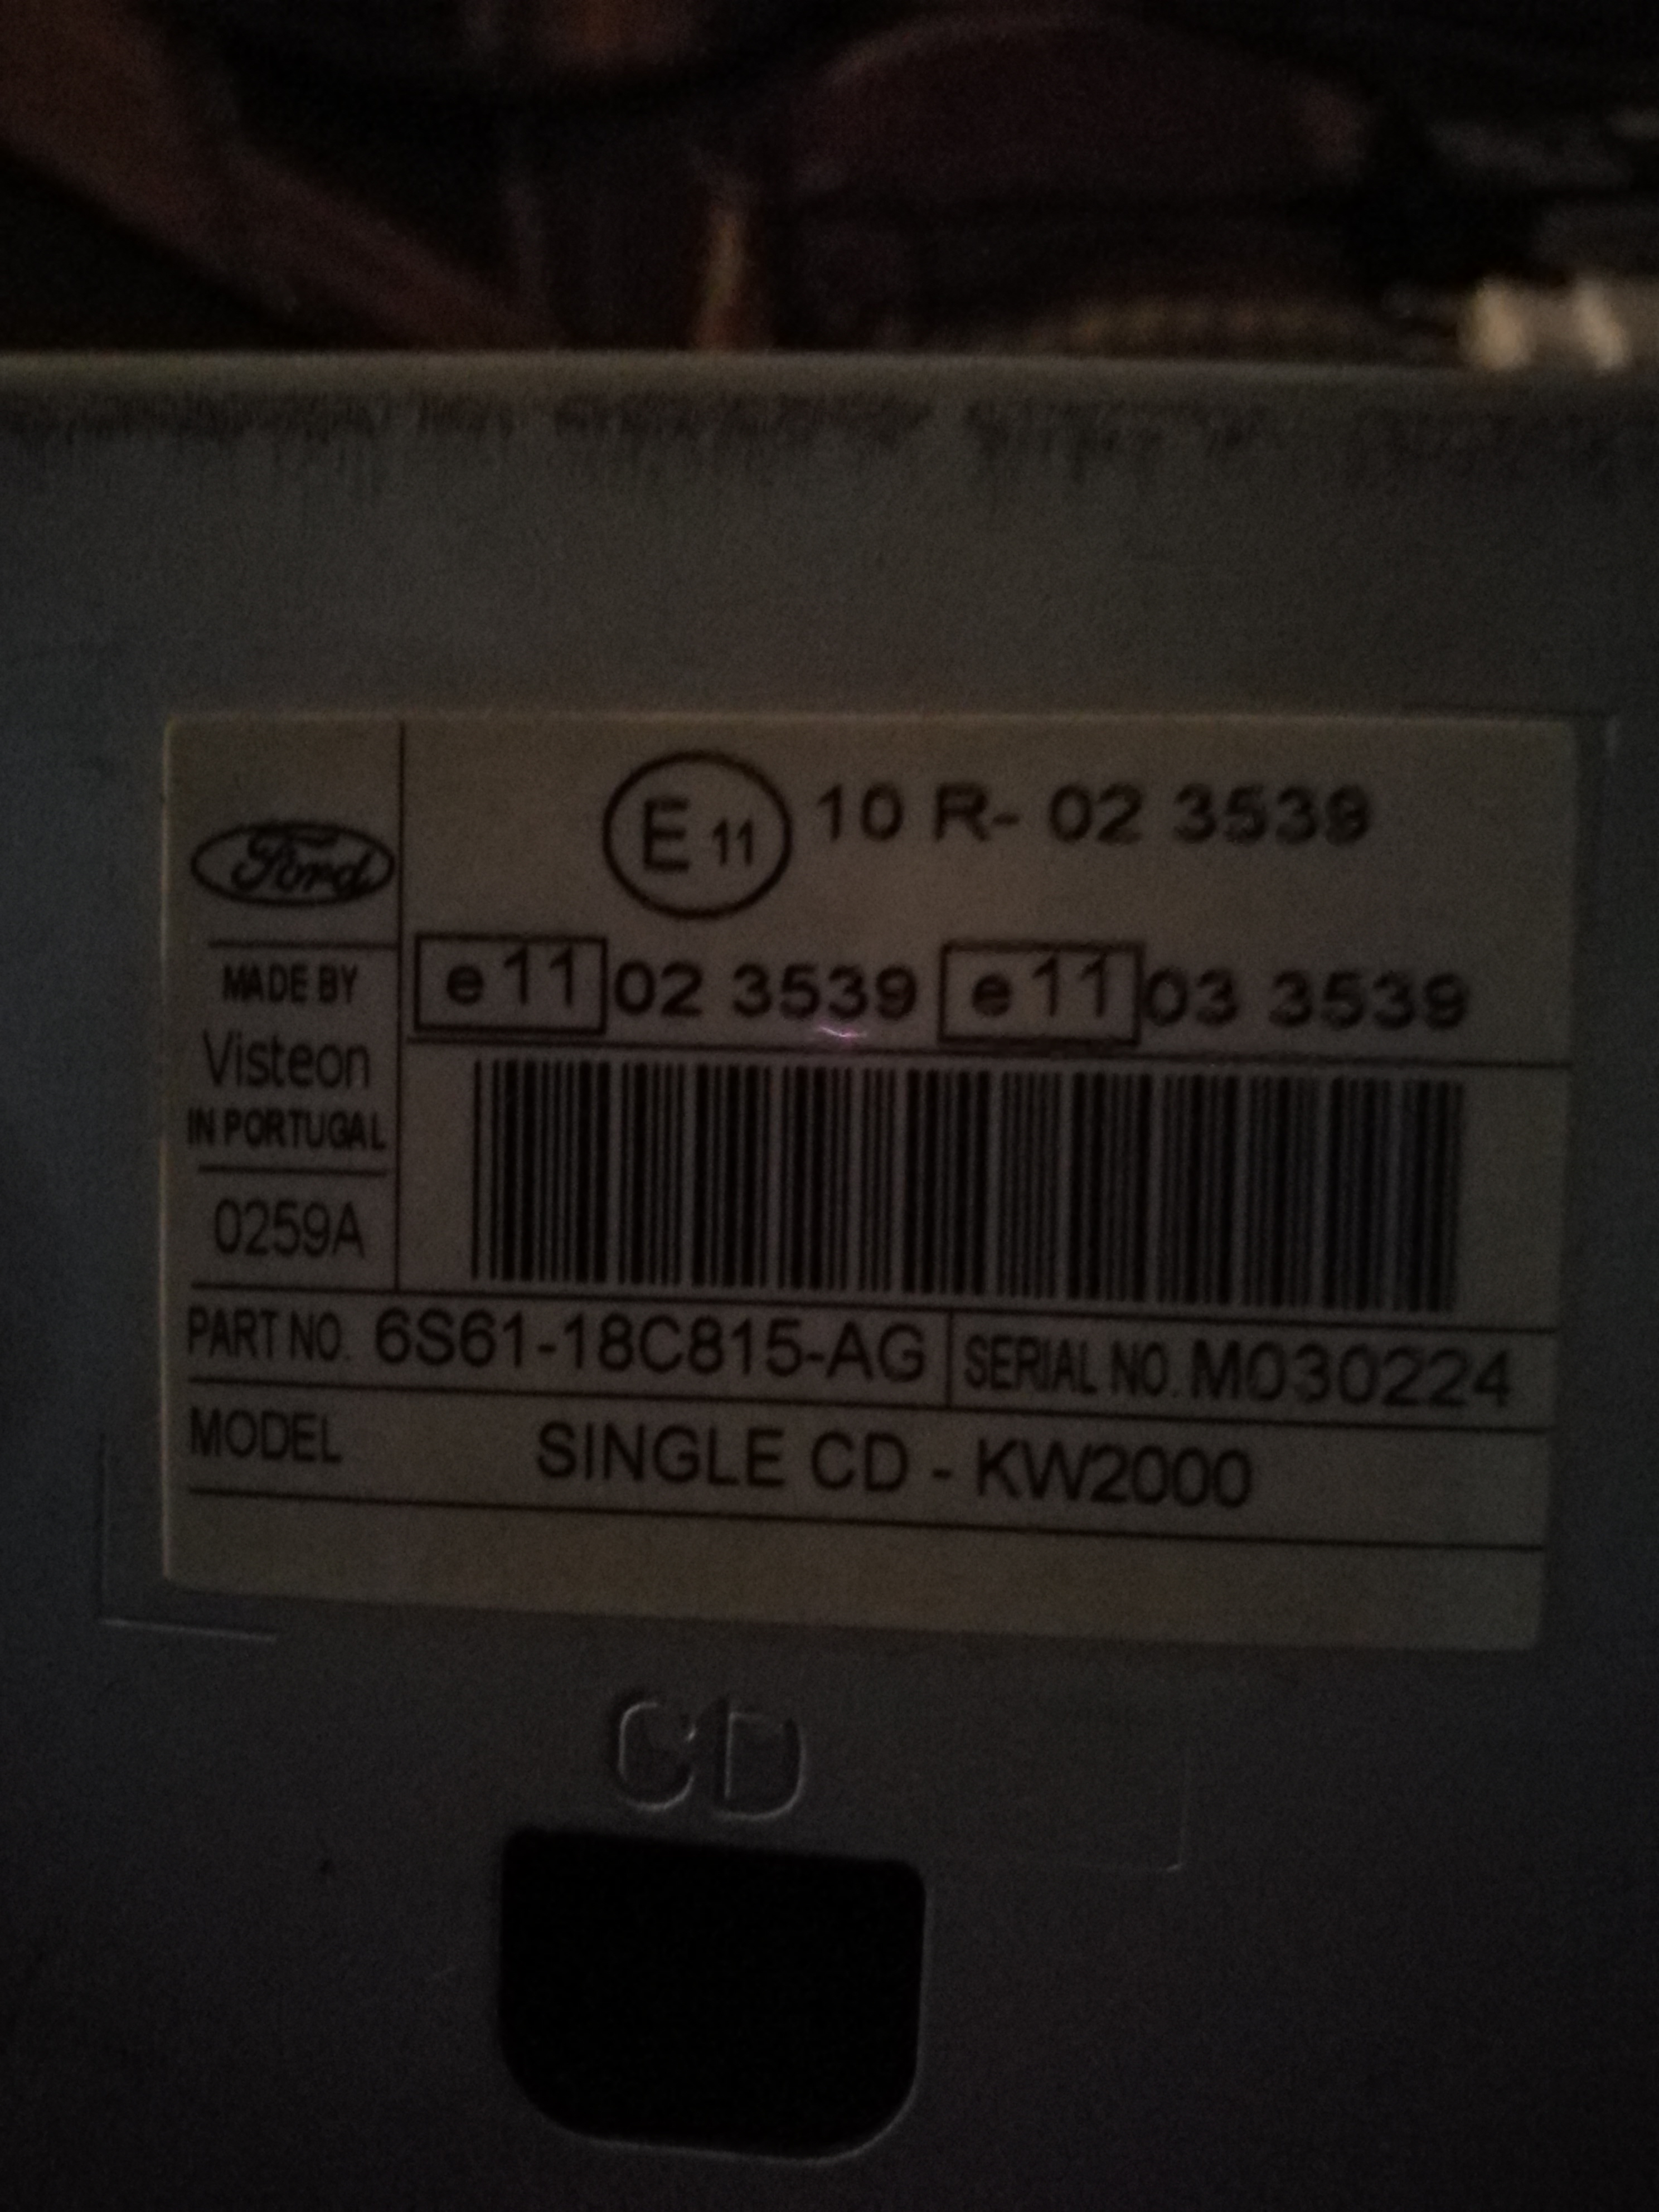 E 11 10 R- 02 3539
Ford
e 11 02 3539 e 11 03 3539
MADE BY
Visteon
IN PORTUGAL
0259A
PART NO. 6S61-18C815-AG SERIAL NO. M030224
MODEL SINGLE CD - KW2000
CD